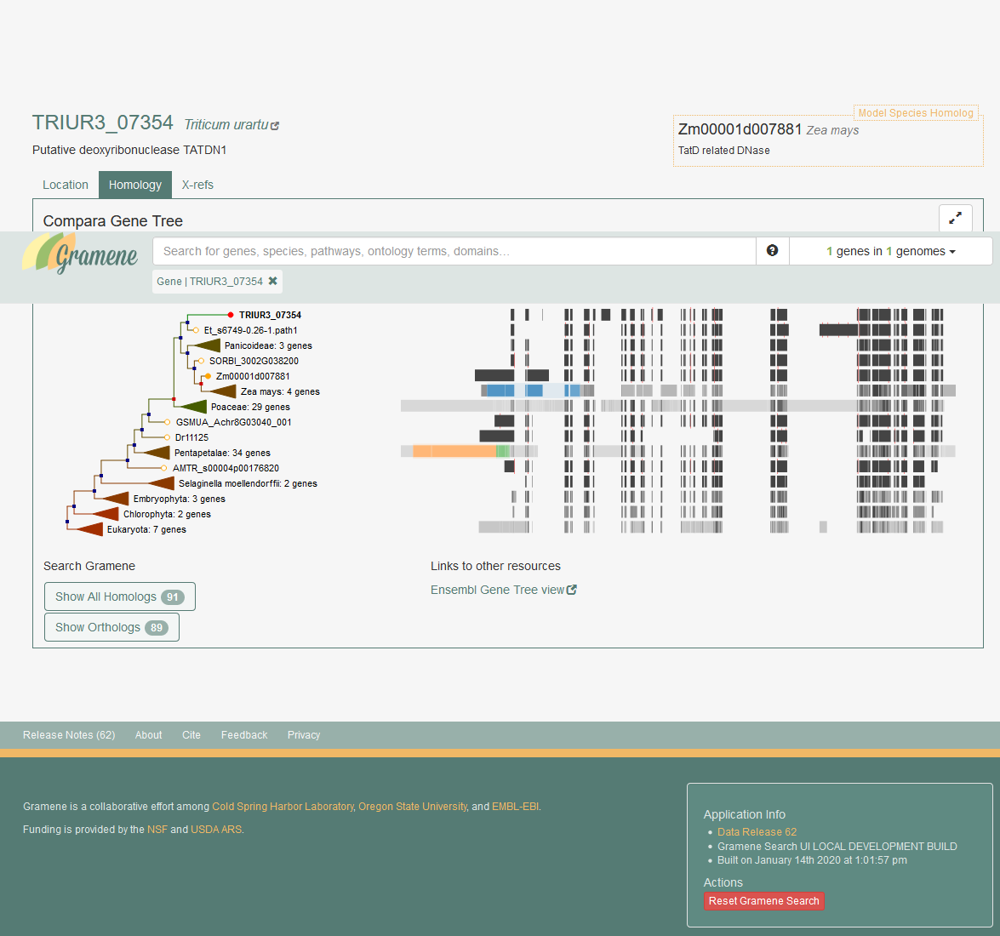 TRIUR3_07354 Triticum urartu
Putative deoxyribonuclease TATDN1
Model Species Homolog
Zm00001d007881 Zea mays
TatD related DNase
Location Homology X-refs
Compara Gene Tree
Gramene
Search for genes, species, pathways, ontology terms, domains...
1 genes in 1 genomes
Gene | TRIUR3_07354
TRIUR3_07354
Et_s6749-0.26-1.path1
Panicoideae: 3 genes
SORBI_3002G038200
Zm00001d007881
Zea mays: 4 genes
Poaceae: 29 genes
GSMUA_Achr8G03040_001
Dr11125
Pentapetalae: 34 genes
AMTR_s00004p00176820
Selaginella moellendorffii: 2 genes
Embryophyta: 3 genes
Chlorophyta: 2 genes
Eukaryota: 7 genes
Search Gramene
Show All Homologs 91
Show Orthologs 89
Links to other resources
Ensembl Gene Tree view
Release Notes (62) About Cite Feedback Privacy
Gramene is a collaborative effort among Cold Spring Harbor Laboratory, Oregon State University, and EMBL-EBI.
Funding is provided by the NSF and USDA ARS.
Application Info
Data Release 62
Gramene Search UI LOCAL DEVELOPMENT BUILD
Built on January 14th 2020 at 1:01:57 pm
Actions
Reset Gramene Search